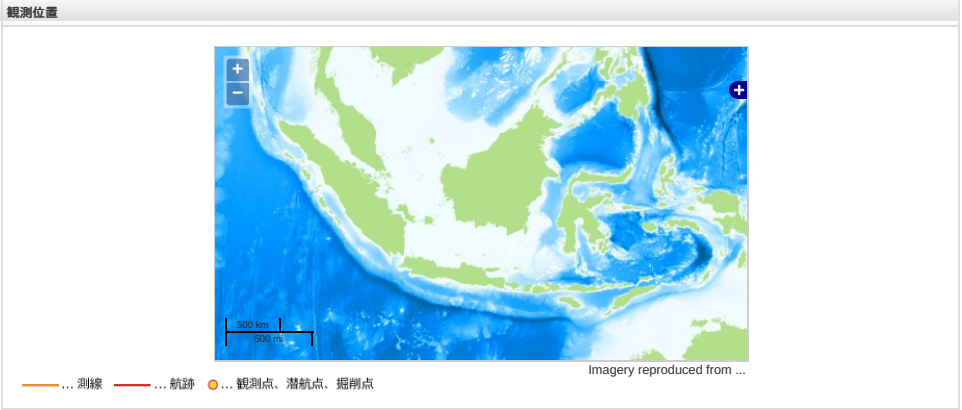 観測位置
+
−
+
500 km
500 mi
Imagery reproduced from ...
... 測線 ... 航跡 ... 観測点、潜航点、掘削点